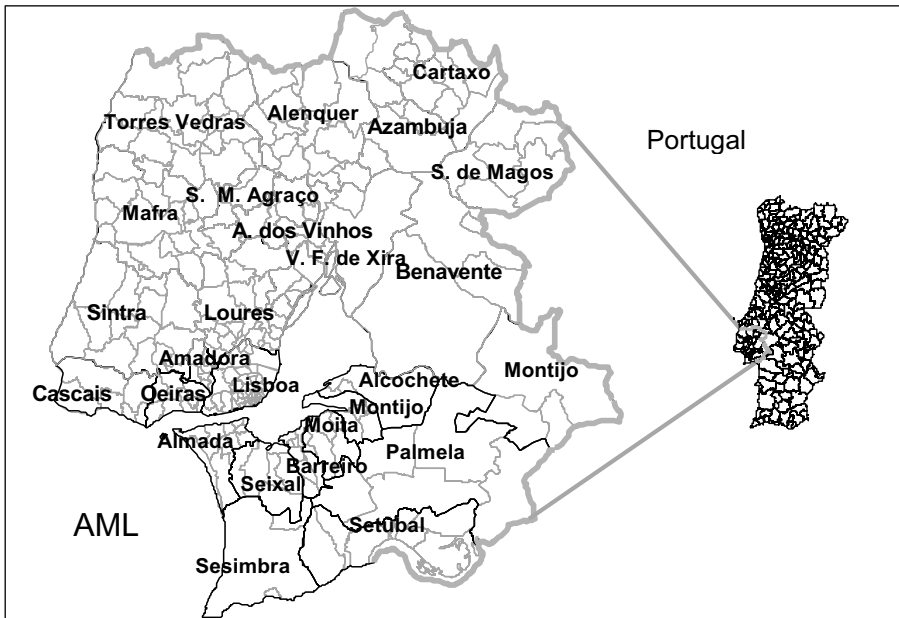 Cartaxo
Torres Vedras
Alenquer
Azambuja
Portugal
S. de Magos
S. M. Agraço
Mafra
A. dos Vinhos
V. F. de Xira
Benavente
Sintra
Loures
Amadora
Cascais
Oeiras
Lisboa
Alcochete
Montijo
Montijo
Moita
Almada
Palmela
Barreiro
Seixal
AML
Setúbal
Sesimbra